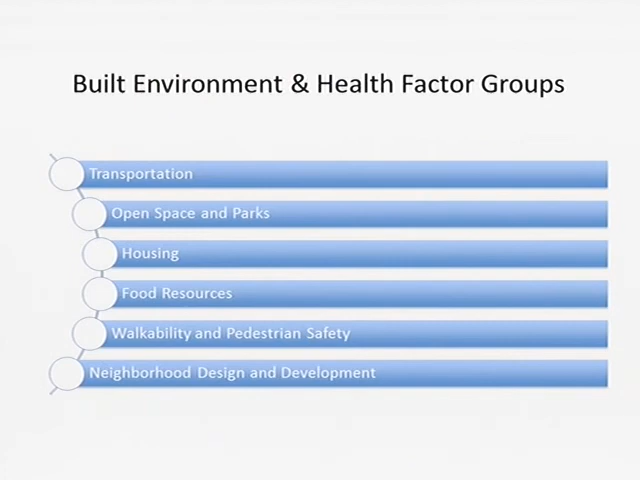 Built Environment & Health Factor Groups
Transportation
Open Space and Parks
Housing
Food Resources
Walkability and Pedestrian Safety
Neighborhood Design and Development